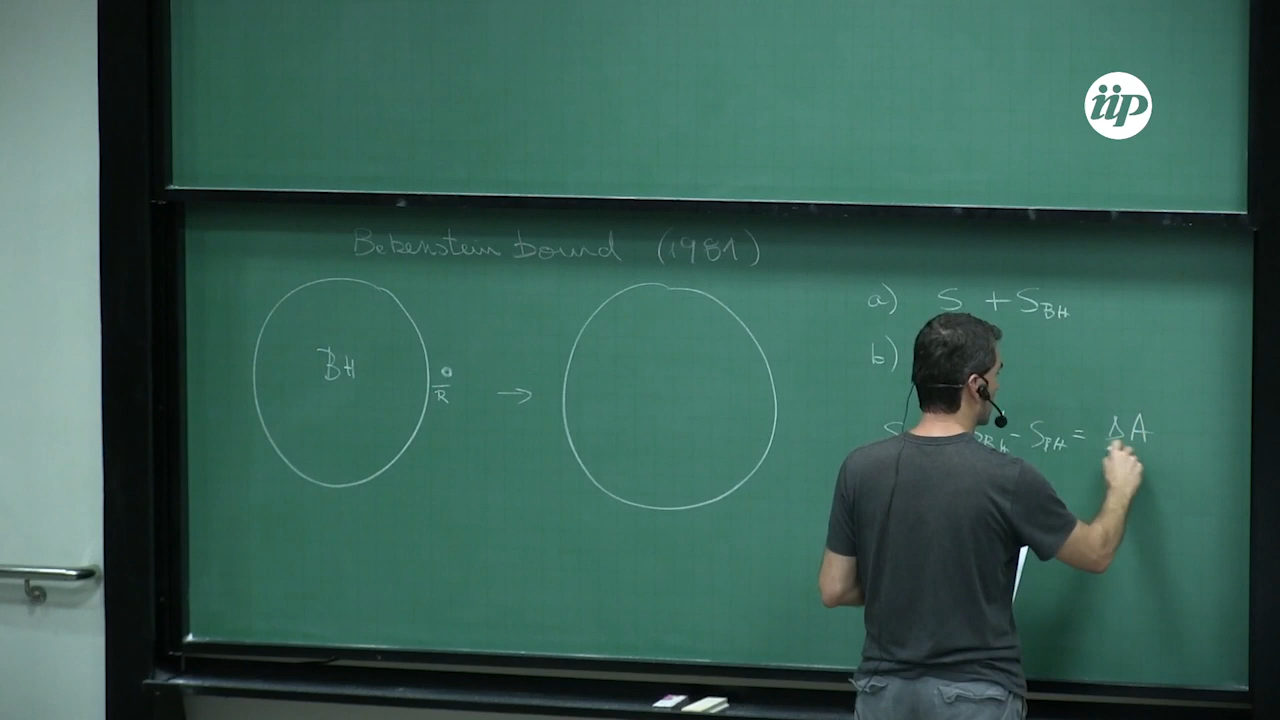 iip
Bekenstein bound (1981)
BH
R
→
a) S + S_BH
b)
S_BH - S_BH = ΔA